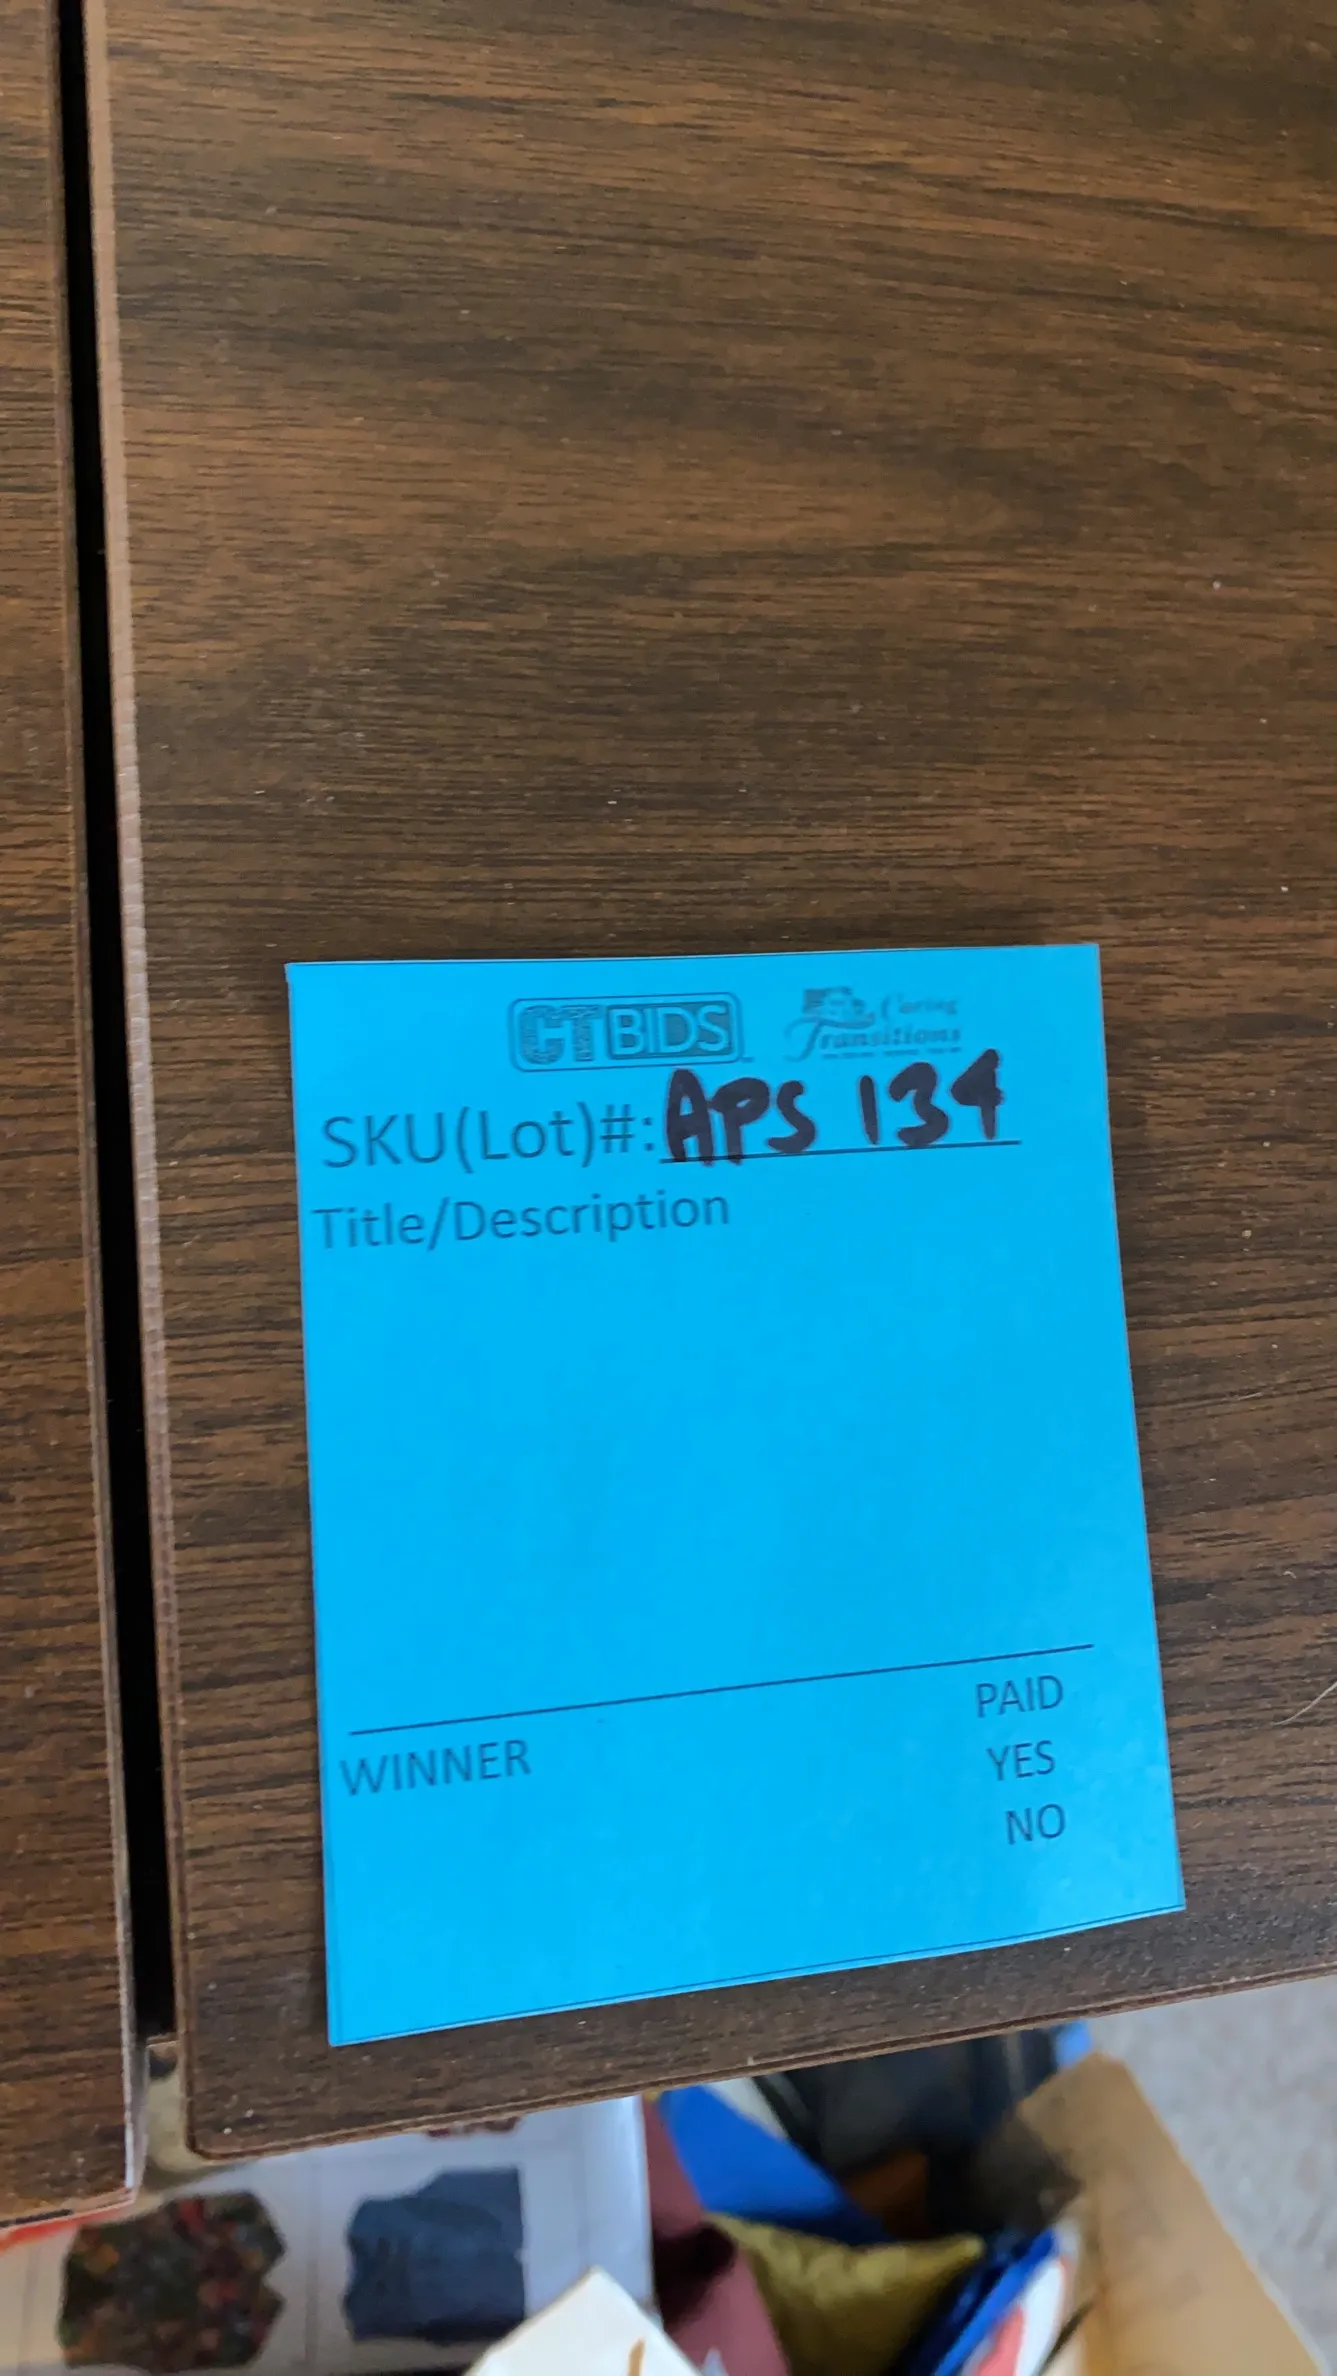 CTBIDS
Caring
Transitions
SKU(Lot)#: APS 134
Title/Description
PAID
WINNER
YES
NO